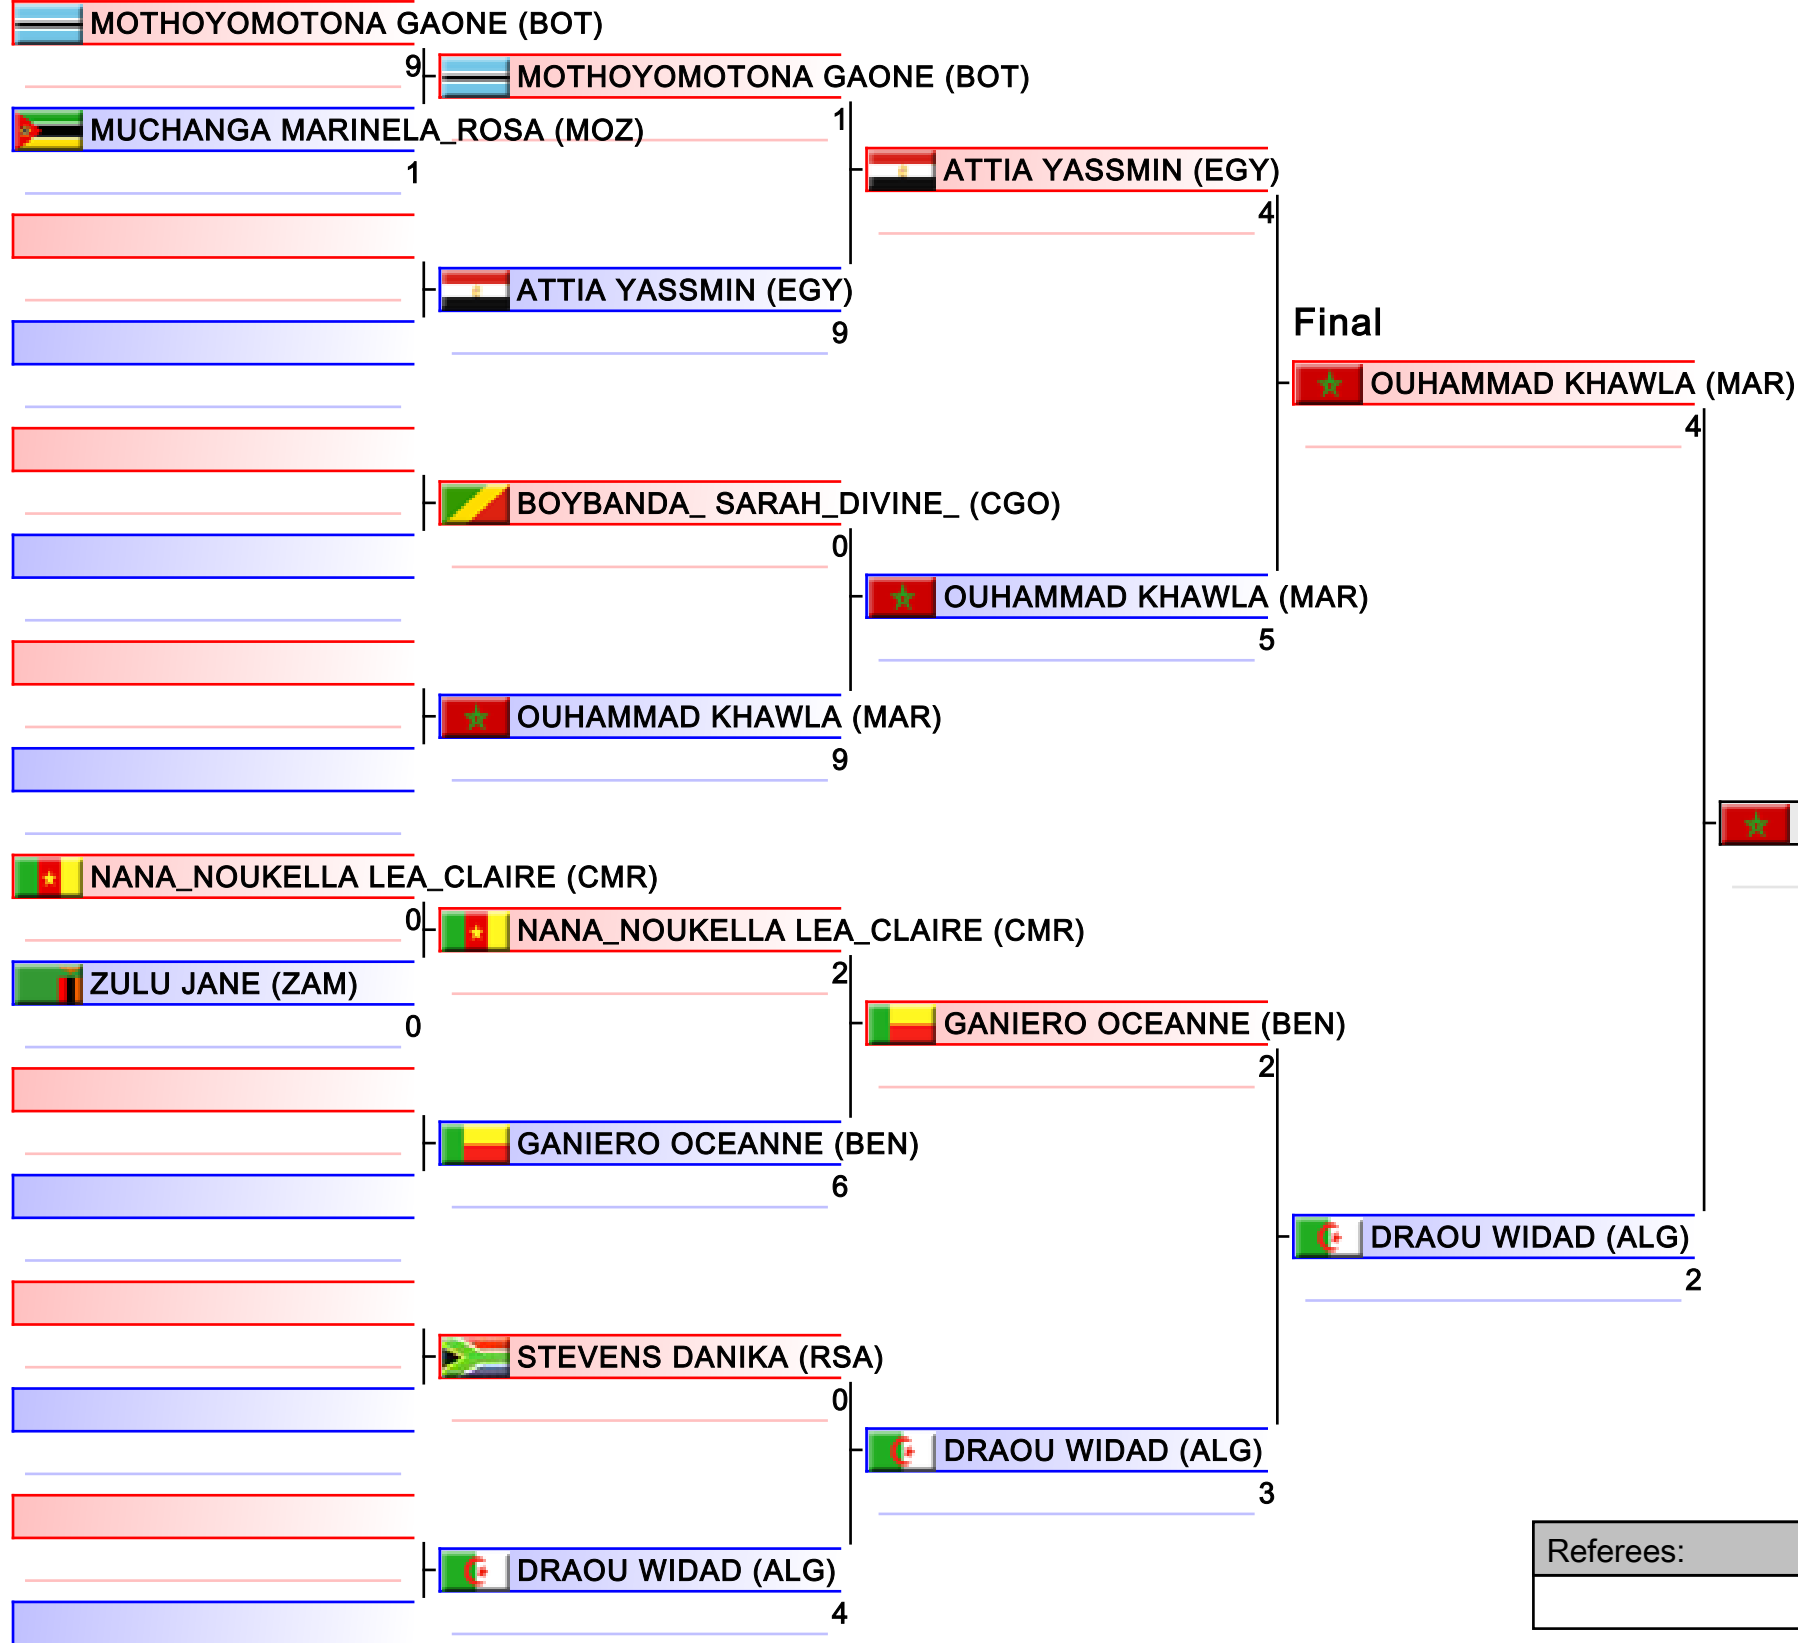 MOTHOYOMOTONA GAONE (BOT)
9
MUCHANGA MARINELA_ROSA (MOZ)
1
NANA_NOUKELLA LEA_CLAIRE (CMR)
0
ZULU JANE (ZAM)
0
MOTHOYOMOTONA GAONE (BOT)
1
ATTIA YASSMIN (EGY)
9
BOYBANDA_ SARAH_DIVINE_ (CGO)
0
OUHAMMAD KHAWLA (MAR)
9
NANA_NOUKELLA LEA_CLAIRE (CMR)
2
GANIERO OCEANNE (BEN)
6
STEVENS DANIKA (RSA)
0
DRAOU WIDAD (ALG)
4
ATTIA YASSMIN (EGY)
4
OUHAMMAD KHAWLA (MAR)
5
GANIERO OCEANNE (BEN)
2
DRAOU WIDAD (ALG)
3
Final
OUHAMMAD KHAWLA (MAR)
4
DRAOU WIDAD (ALG)
2
Referees: